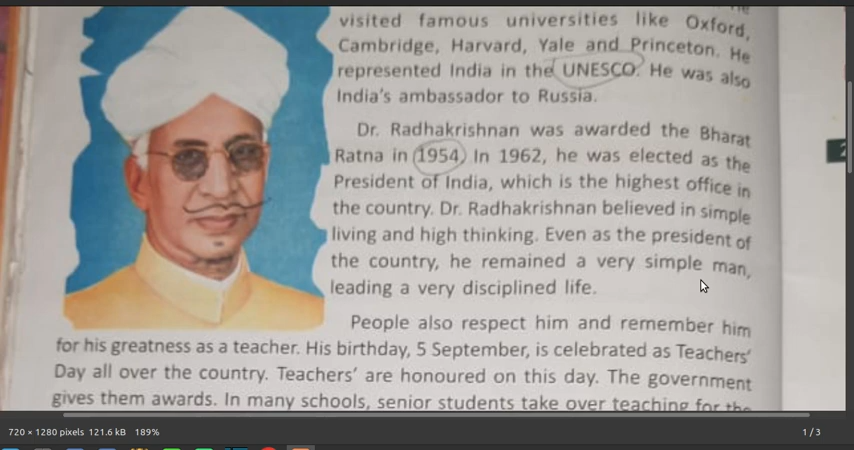 visited famous universities like Oxford,
Cambridge, Harvard, Yale and Princeton. He
represented India in the UNESCO. He was also
India's ambassador to Russia.
Dr. Radhakrishnan was awarded the Bharat
Ratna in 1954. In 1962, he was elected as the
President of India, which is the highest office in
the country. Dr. Radhakrishnan believed in simple
living and high thinking. Even as the president of
the country, he remained a very simple man,
leading a very disciplined life.
People also respect him and remember him
for his greatness as a teacher. His birthday, 5 September, is celebrated as Teachers'
Day all over the country. Teachers' are honoured on this day. The government
gives them awards. In many schools, senior students take over teaching for the
720 × 1280 pixels 121.6 kB 189%
1 / 3